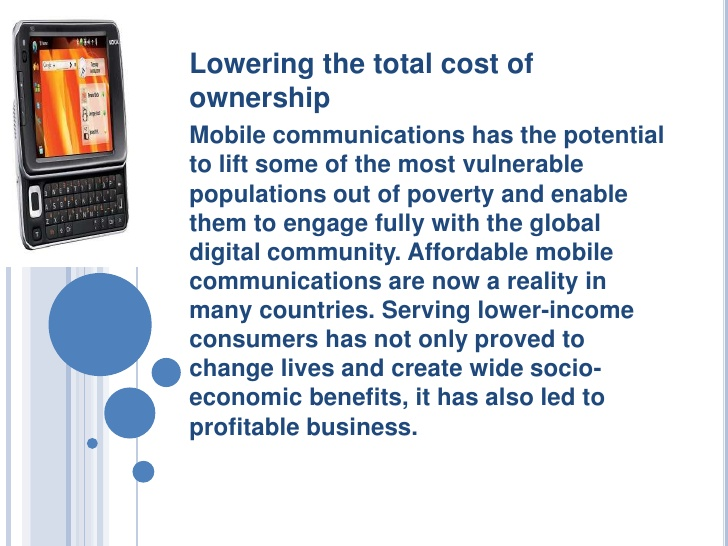 Lowering the total cost of
ownership
Mobile communications has the potential
to lift some of the most vulnerable
populations out of poverty and enable
them to engage fully with the global
digital community. Affordable mobile
communications are now a reality in
many countries. Serving lower-income
consumers has not only proved to
change lives and create wide socio-
economic benefits, it has also led to
profitable business.